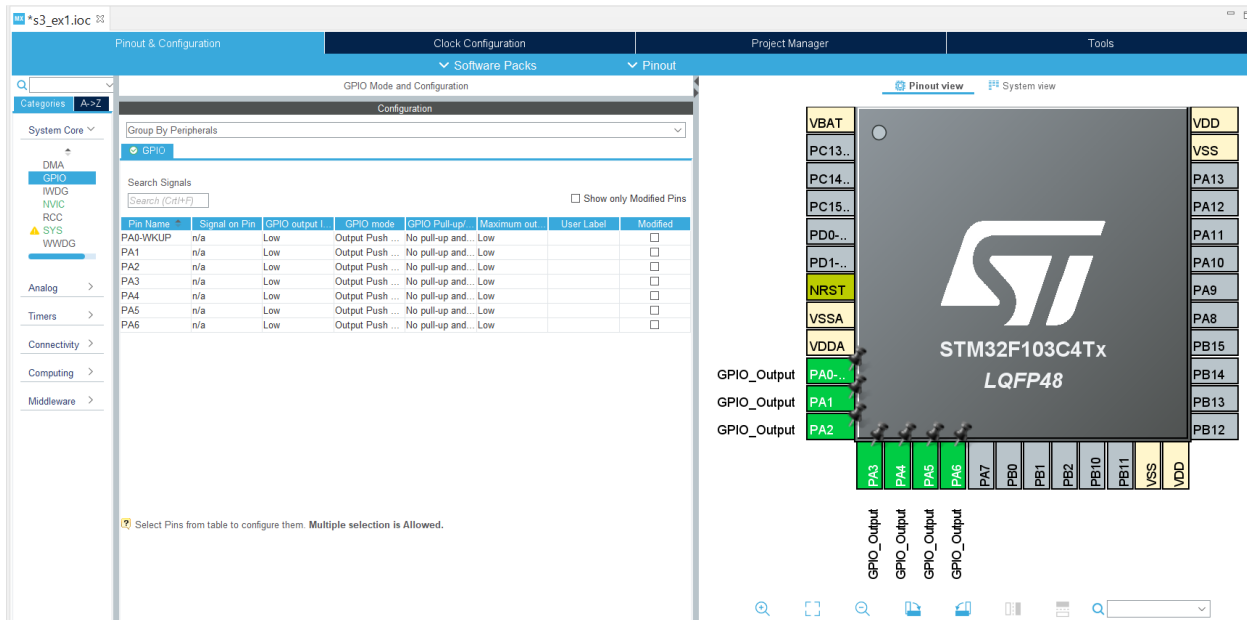 MX *s3_ex1.ioc
Pinout & Configuration
Clock Configuration
Project Manager
Tools
Software Packs
Pinout
GPIO Mode and Configuration
Categories A->Z
System Core
DMA
GPIO
IWDG
NVIC
RCC
SYS
WWDG
Analog
Timers
Connectivity
Computing
Middleware
Configuration
Group By Peripherals
GPIO
Search Signals
Search (Crtl+F)
Show only Modified Pins
Pin Name Signal on Pin GPIO output l... GPIO mode GPIO Pull-up/... Maximum out... User Label Modified
PA0-WKUP n/a Low Output Push ... No pull-up and... Low
PA1 n/a Low Output Push ... No pull-up and... Low
PA2 n/a Low Output Push ... No pull-up and... Low
PA3 n/a Low Output Push ... No pull-up and... Low
PA4 n/a Low Output Push ... No pull-up and... Low
PA5 n/a Low Output Push ... No pull-up and... Low
PA6 n/a Low Output Push ... No pull-up and... Low
Select Pins from table to configure them. Multiple selection is Allowed.
Pinout view
System view
VBAT
PC13..
PC14..
PC15..
PD0-..
PD1-..
NRST
VSSA
VDDA
GPIO_Output PA0-..
GPIO_Output PA1
GPIO_Output PA2
ST
STM32F103C4Tx
LQFP48
VDD
VSS
PA13
PA12
PA11
PA10
PA9
PA8
PB15
PB14
PB13
PB12
PA3
PA4
PA5
PA6
PA7
PB0
PB1
PB2
PB10
PB11
VSS
VDD
GPIO_Output
GPIO_Output
GPIO_Output
GPIO_Output